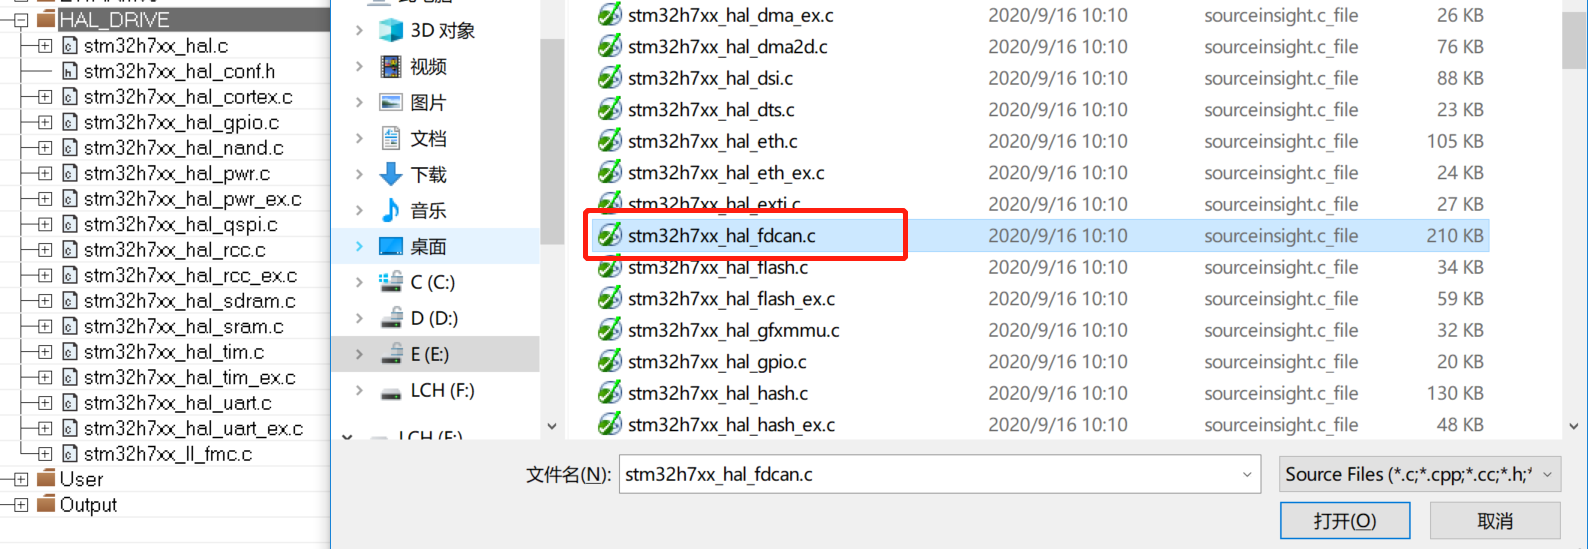 HAL_DRIVE
stm32h7xx_hal.c
stm32h7xx_hal_conf.h
stm32h7xx_hal_cortex.c
stm32h7xx_hal_gpio.c
stm32h7xx_hal_nand.c
stm32h7xx_hal_pwr.c
stm32h7xx_hal_pwr_ex.c
stm32h7xx_hal_qspi.c
stm32h7xx_hal_rcc.c
stm32h7xx_hal_rcc_ex.c
stm32h7xx_hal_sdram.c
stm32h7xx_hal_sram.c
stm32h7xx_hal_tim.c
stm32h7xx_hal_tim_ex.c
stm32h7xx_hal_uart.c
stm32h7xx_hal_uart_ex.c
stm32h7xx_ll_fmc.c
User
Output
3D 对象
视频
图片
文档
下载
音乐
桌面
C (C:)
D (D:)
E (E:)
LCH (F:)
LCH (F:)
stm32h7xx_hal_dma_ex.c 2020/9/16 10:10 sourceinsight.c_file 26 KB
stm32h7xx_hal_dma2d.c 2020/9/16 10:10 sourceinsight.c_file 76 KB
stm32h7xx_hal_dsi.c 2020/9/16 10:10 sourceinsight.c_file 88 KB
stm32h7xx_hal_dts.c 2020/9/16 10:10 sourceinsight.c_file 23 KB
stm32h7xx_hal_eth.c 2020/9/16 10:10 sourceinsight.c_file 105 KB
stm32h7xx_hal_eth_ex.c 2020/9/16 10:10 sourceinsight.c_file 24 KB
stm32h7xx_hal_exti.c 2020/9/16 10:10 sourceinsight.c_file 27 KB
stm32h7xx_hal_fdcan.c 2020/9/16 10:10 sourceinsight.c_file 210 KB
stm32h7xx_hal_flash.c 2020/9/16 10:10 sourceinsight.c_file 34 KB
stm32h7xx_hal_flash_ex.c 2020/9/16 10:10 sourceinsight.c_file 59 KB
stm32h7xx_hal_gfxmmu.c 2020/9/16 10:10 sourceinsight.c_file 32 KB
stm32h7xx_hal_gpio.c 2020/9/16 10:10 sourceinsight.c_file 20 KB
stm32h7xx_hal_hash.c 2020/9/16 10:10 sourceinsight.c_file 130 KB
stm32h7xx_hal_hash_ex.c 2020/9/16 10:10 sourceinsight.c_file 48 KB
文件名(N): stm32h7xx_hal_fdcan.c Source Files (*.c;*.cpp;*.cc;*.h;*
打开(O) 取消